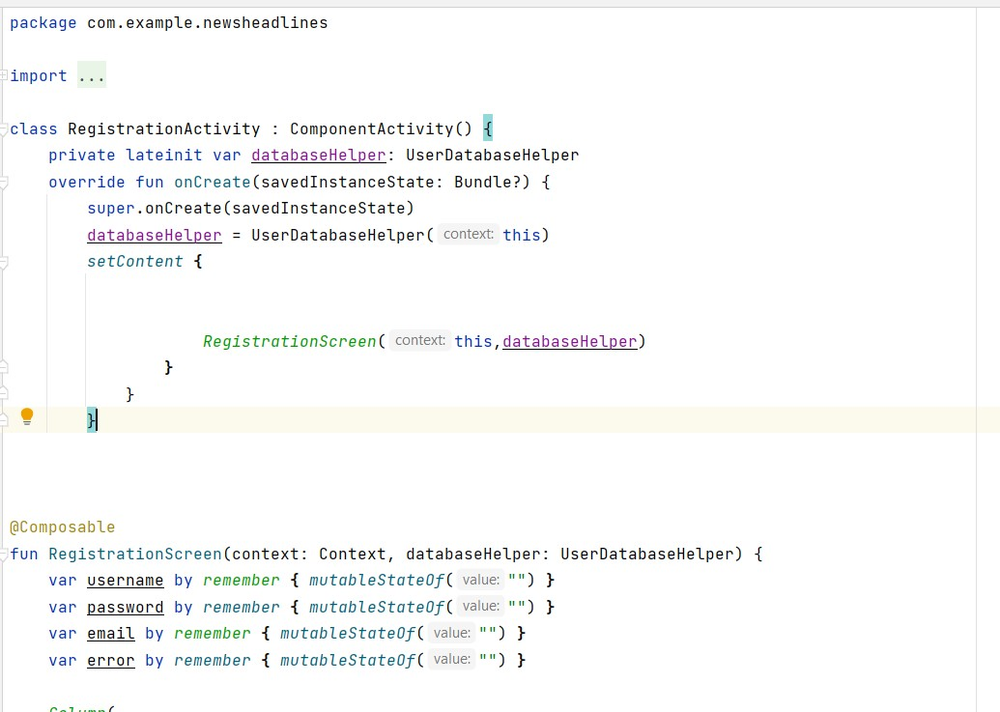 package com.example.newsheadlines
import ...
class RegistrationActivity : ComponentActivity() {
private lateinit var databaseHelper: UserDatabaseHelper
override fun onCreate(savedInstanceState: Bundle?) {
super.onCreate(savedInstanceState)
databaseHelper = UserDatabaseHelper( context: this)
setContent {
RegistrationScreen( context: this,databaseHelper)
}
}
}
@Composable
fun RegistrationScreen(context: Context, databaseHelper: UserDatabaseHelper) {
var username by remember { mutableStateOf( value: "") }
var password by remember { mutableStateOf( value: "") }
var email by remember { mutableStateOf( value: "") }
var error by remember { mutableStateOf( value: "") }
Column(